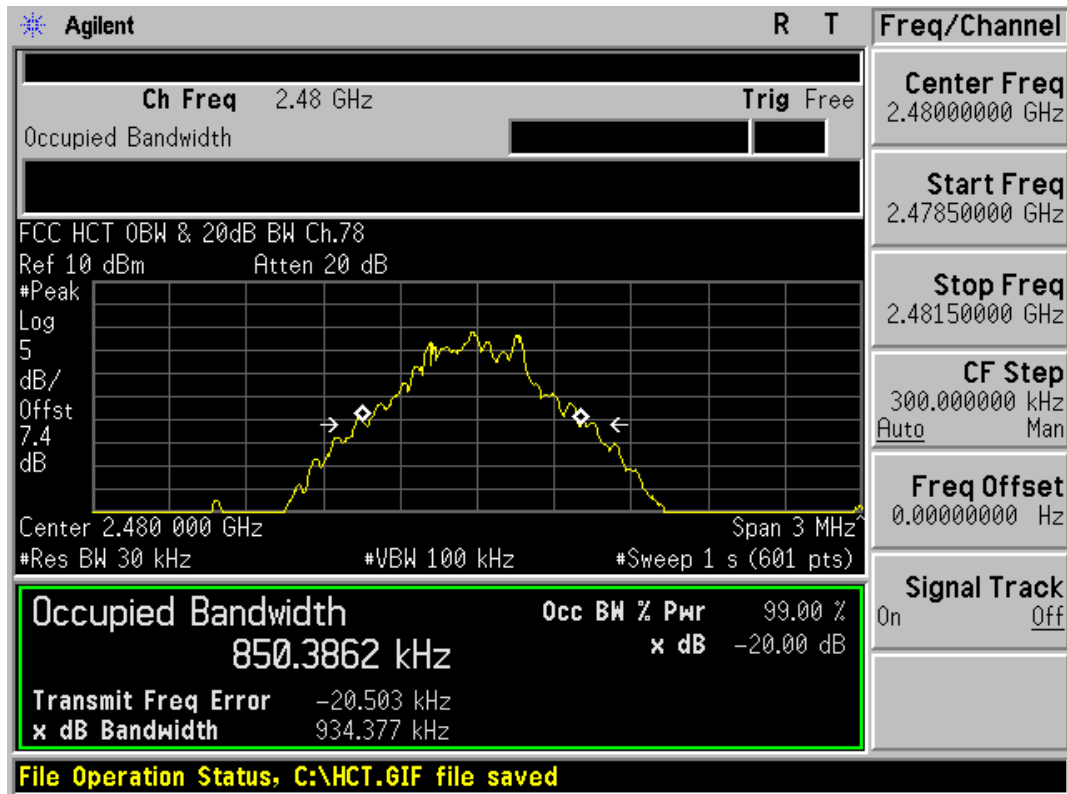 Agilent R T Freq/Channel
Ch Freq 2.48 GHz Trig Free
Occupied Bandwidth
Center Freq
2.48000000 GHz
Start Freq
2.47850000 GHz
Stop Freq
2.48150000 GHz
CF Step
300.000000 kHz
Auto Man
Freq Offset
0.00000000 Hz
Signal Track
On Off
FCC HCT OBW & 20dB BW Ch.78
Ref 10 dBm Atten 20 dB
#Peak
Log
5
dB/
Offst
7.4
dB
Center 2.480 000 GHz Span 3 MHz^
#Res BW 30 kHz #VBW 100 kHz #Sweep 1 s (601 pts)
Occupied Bandwidth Occ BW % Pwr 99.00 %
850.3862 kHz x dB -20.00 dB
Transmit Freq Error -20.503 kHz
x dB Bandwidth 934.377 kHz
File Operation Status, C:\HCT.GIF file saved